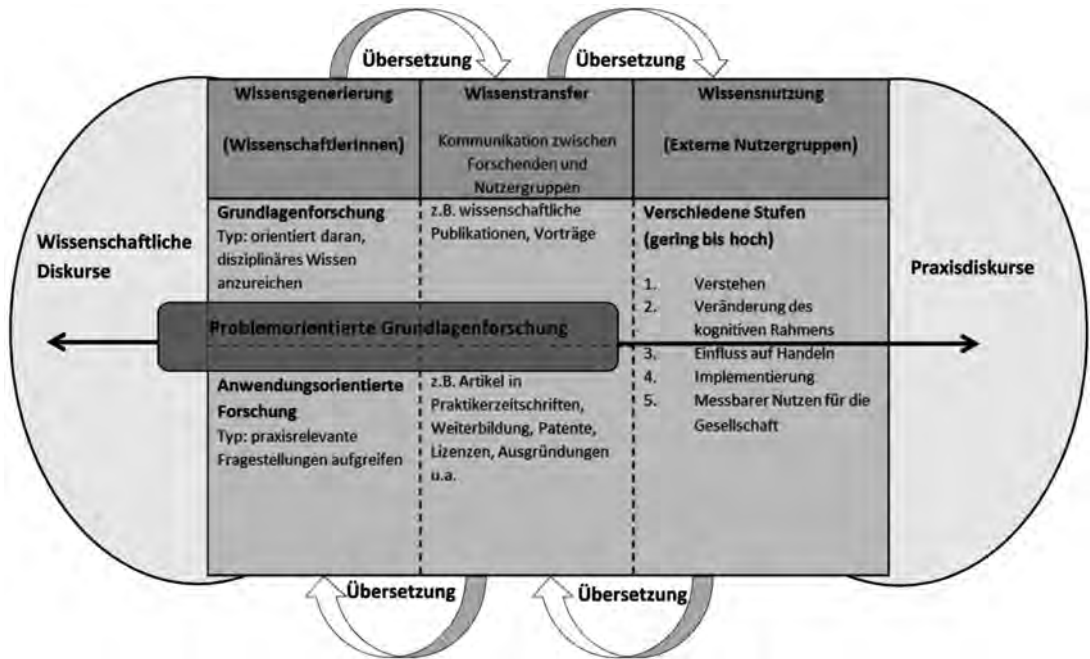 Übersetzung
Übersetzung
Wissensgenerierung
(WissenschaftlerInnen)
Wissenstransfer
Kommunikation zwischen
Forschenden und
Nutzergruppen
Wissensnutzung
(Externe Nutzergruppen)
Wissenschaftliche
Diskurse
Grundlagenforschung
Typ: orientiert daran,
disziplinäres Wissen
anzureichen
z.B. wissenschaftliche
Publikationen, Vorträge
Problemorientierte Grundlagenforschung
Anwendungsorientierte
Forschung
Typ: praxisrelevante
Fragestellungen aufgreifen
z.B. Artikel in
Praktikerzeitschriften,
Weiterbildung, Patente,
Lizenzen, Ausgründungen
u.a.
Verschiedene Stufen
(gering bis hoch)
1. Verstehen
2. Veränderung des
kognitiven Rahmens
3. Einfluss auf Handeln
4. Implementierung
5. Messbarer Nutzen für die
Gesellschaft
Praxisdiskurse
Übersetzung
Übersetzung